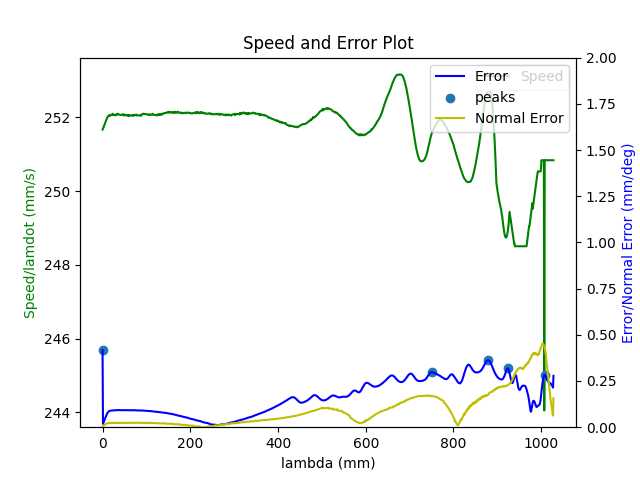 Speed and Error Plot
Error
Speed
peaks
Normal Error
Speed/lamdot (mm/s)
252
250
248
246
244
2.00
1.75
1.50
1.25
1.00
0.75
0.50
0.25
0.00
Error/Normal Error (mm/deg)
0 200 400 600 800 1000
lambda (mm)